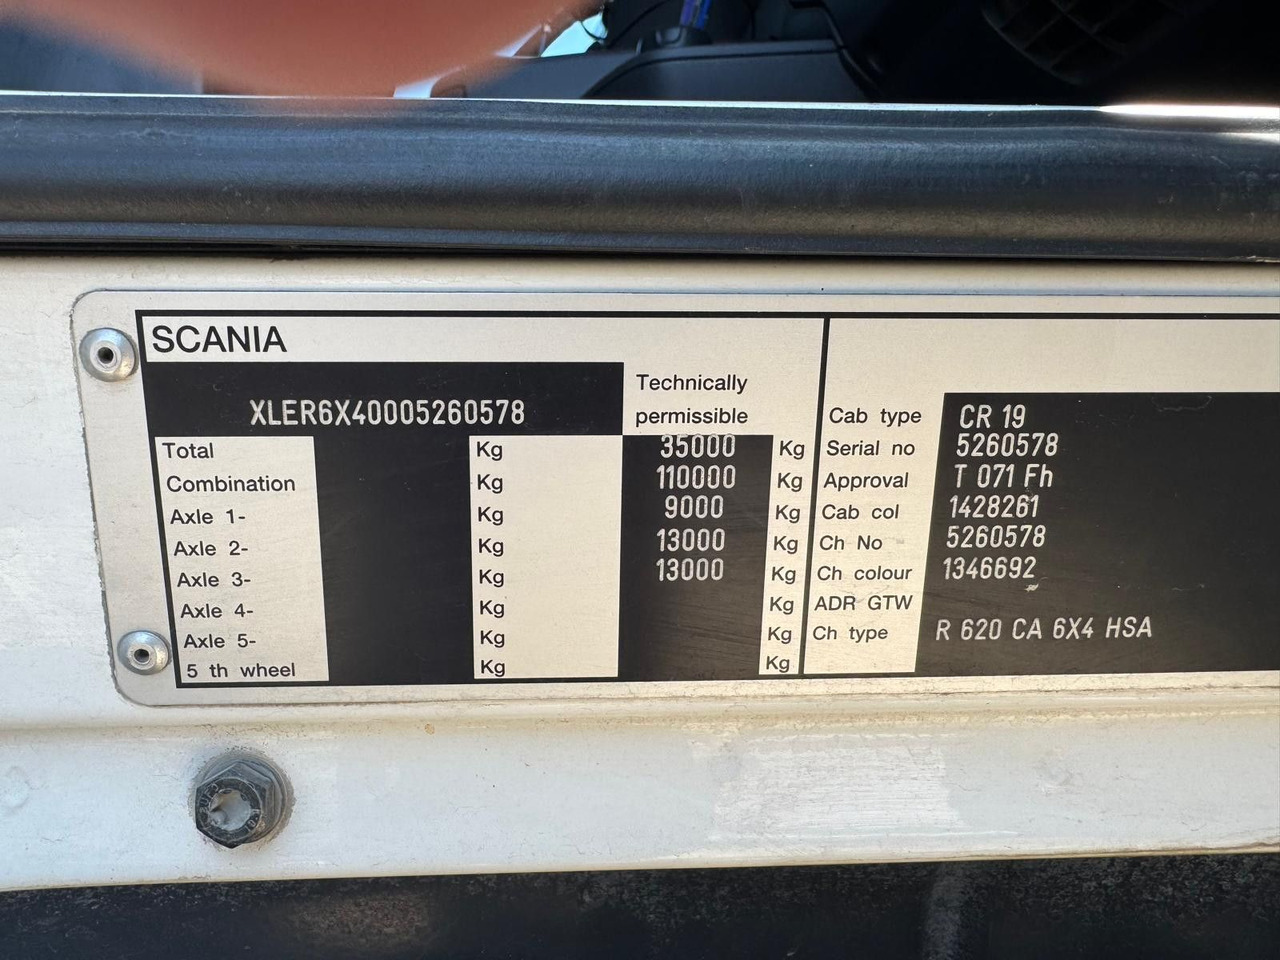 SCANIA
XLER6X40005260578
Technically
permissible
Total Kg 35000 Kg
Combination Kg 110000 Kg
Axle 1- Kg 9000 Kg
Axle 2- Kg 13000 Kg
Axle 3- Kg 13000 Kg
Axle 4- Kg Kg
Axle 5- Kg Kg
5 th wheel Kg Kg
Cab type CR 19
Serial no 5260578
Approval T 071 Fh
Cab col 1428261
Ch No 5260578
Ch colour 1346692
ADR GTW
Ch type R 620 CA 6X4 HSA